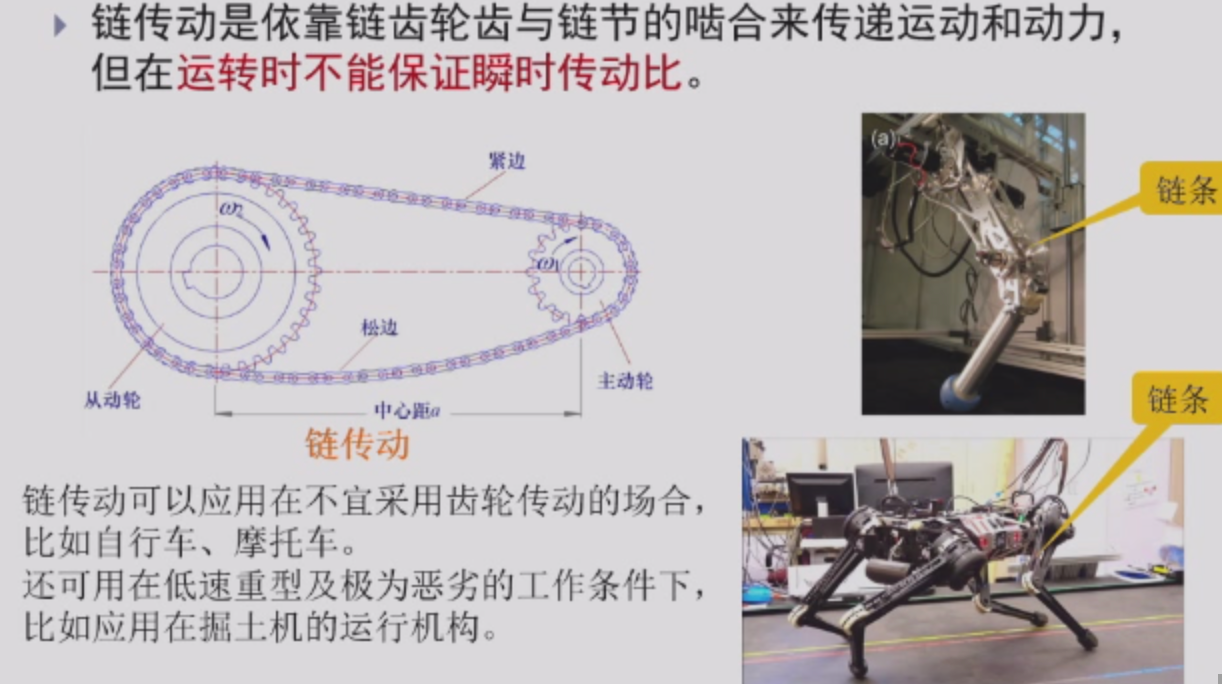 链传动是依靠链齿轮齿与链节的啮合来传递运动和动力，
但在运转时不能保证瞬时传动比。
紧边
(a)
链条
ω2
ω1
松边
从动轮
主动轮
中心距a
链条
链传动
链传动可以应用在不宜采用齿轮传动的场合，
比如自行车、摩托车。
还可用在低速重型及极为恶劣的工作条件下，
比如应用在掘土机的运行机构。